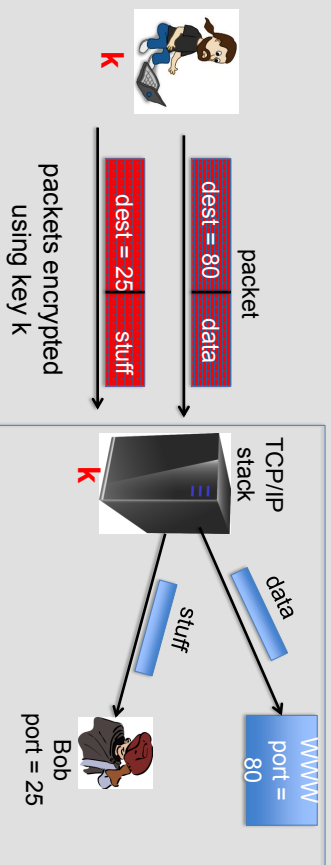 packet
dest = 80 data
k
dest = 25 stuff
packets encrypted
using key k
TCP/IP
stack
k
data
stuff
WWW
port =
80
Bob
port = 25